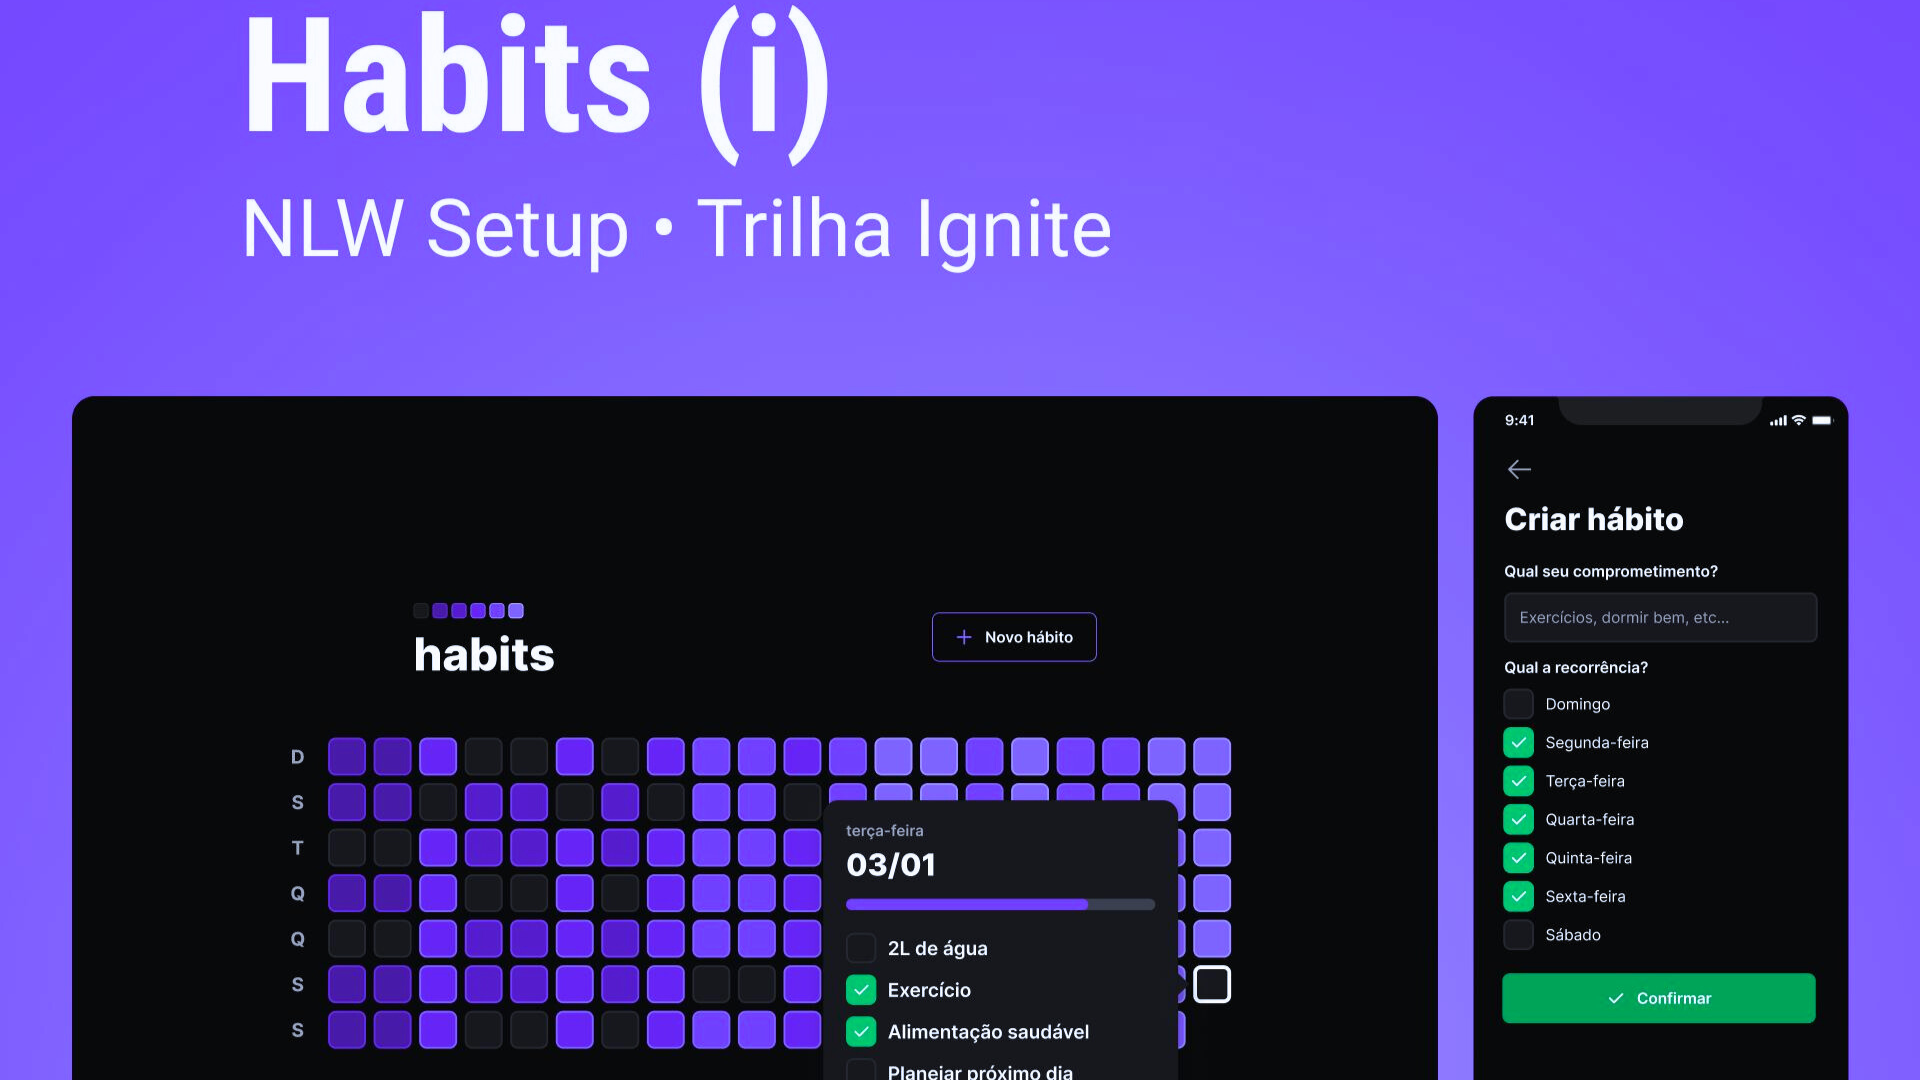 Habits (i)
NLW Setup • Trilha Ignite
habits
Novo hábito
D
S
T
Q
Q
S
S
terça-feira
03/01
2L de água
Exercício
Alimentação saudável
Planejar próximo dia
9:41
Criar hábito
Qual seu comprometimento?
Exercícios, dormir bem, etc...
Qual a recorrência?
Domingo
Segunda-feira
Terça-feira
Quarta-feira
Quinta-feira
Sexta-feira
Sábado
Confirmar